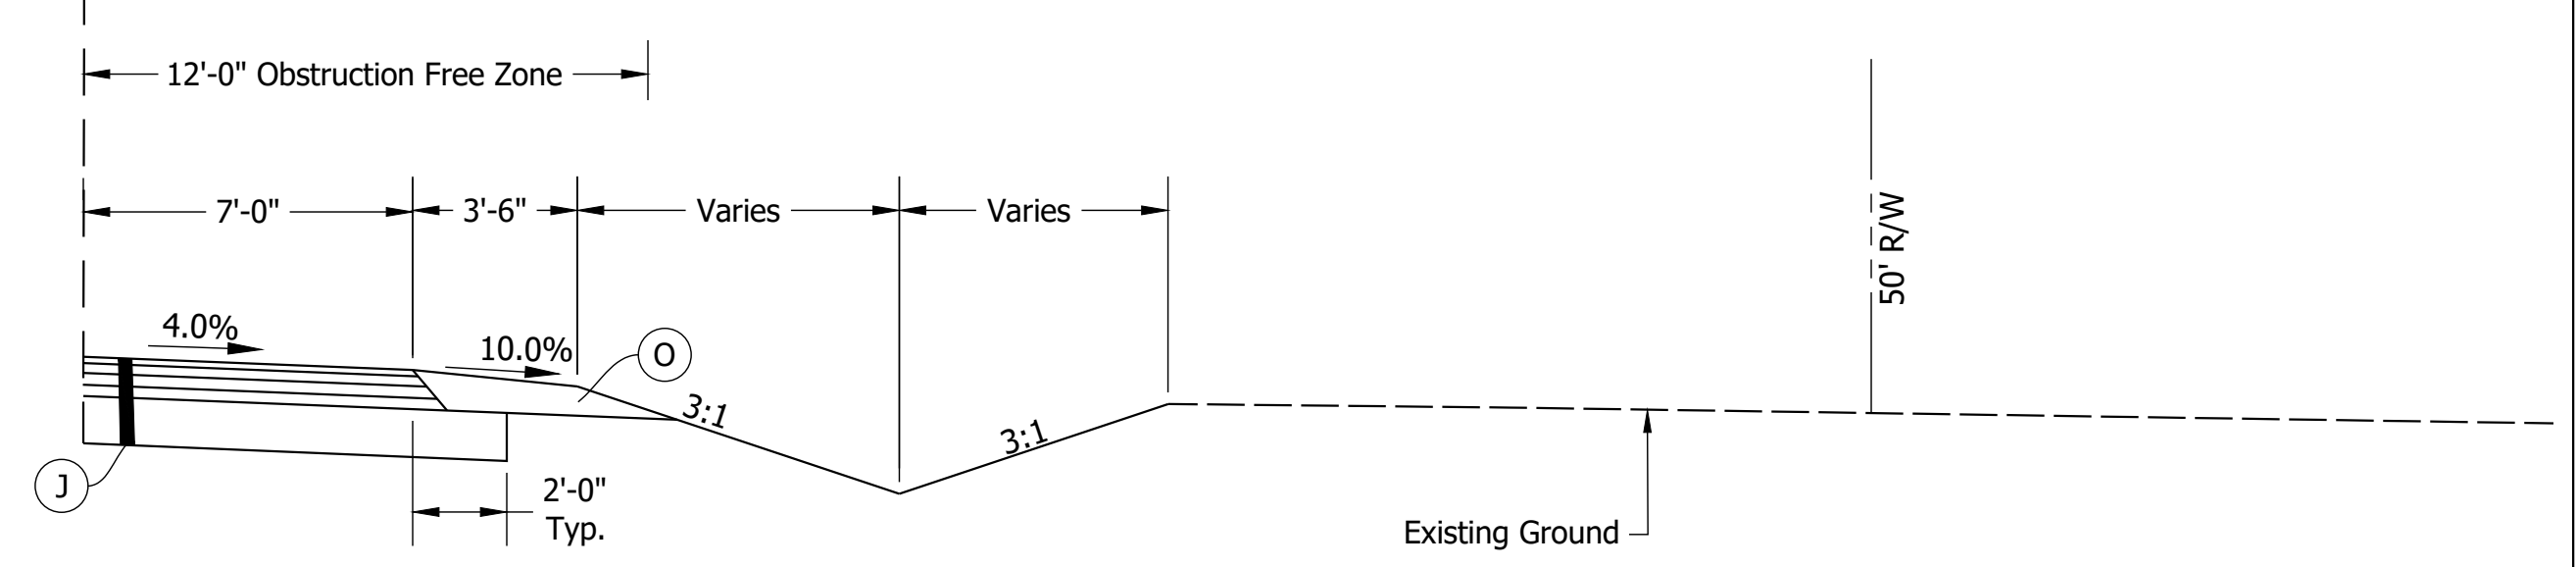 12'-0" Obstruction Free Zone
7'-0"
3'-6"
Varies
Varies
50' R/W
4.0%
10.0%
O
3:1
3:1
J
2'-0"
Typ.
Existing Ground